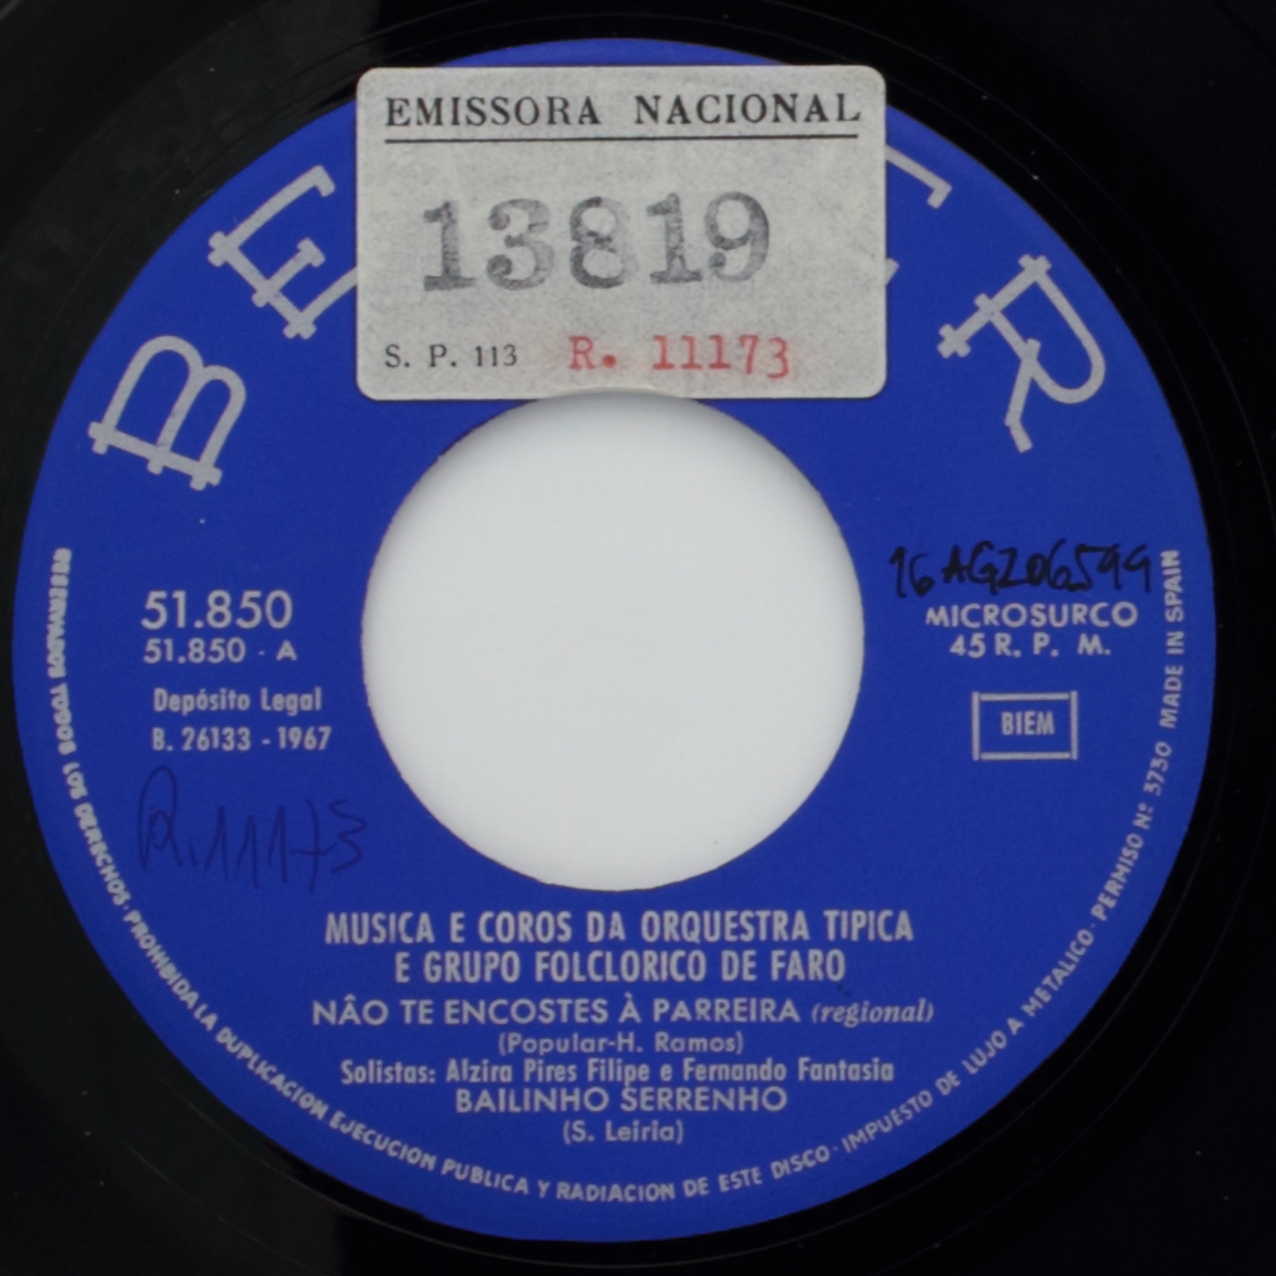 EMISSORA NACIONAL
13819
S. P. 113 R. 11173
51.850
51.850 - A
Depósito Legal
B. 26133 - 1967
R.11173
16AGZ06599
MICROSURCO
45 R. P. M.
BIEM
MUSICA E COROS DA ORQUESTRA TIPICA
E GRUPO FOLCLORICO DE FARO
NÂO TE ENCOSTES À PARREIRA (regional)
(Popular-H. Ramos)
Solistas: Alzira Pires Filipe e Fernando Fantasia
BAILINHO SERRENHO
(S. Leiria)
RESERVADOS TODOS LOS DERECHOS · PROHIBIDA LA DUPLICACION EJECUCION PUBLICA Y RADIACION DE ESTE DISCO · IMPUESTO DE LUJO A METALICO · PERMISO Nº 3730 MADE IN SPAIN